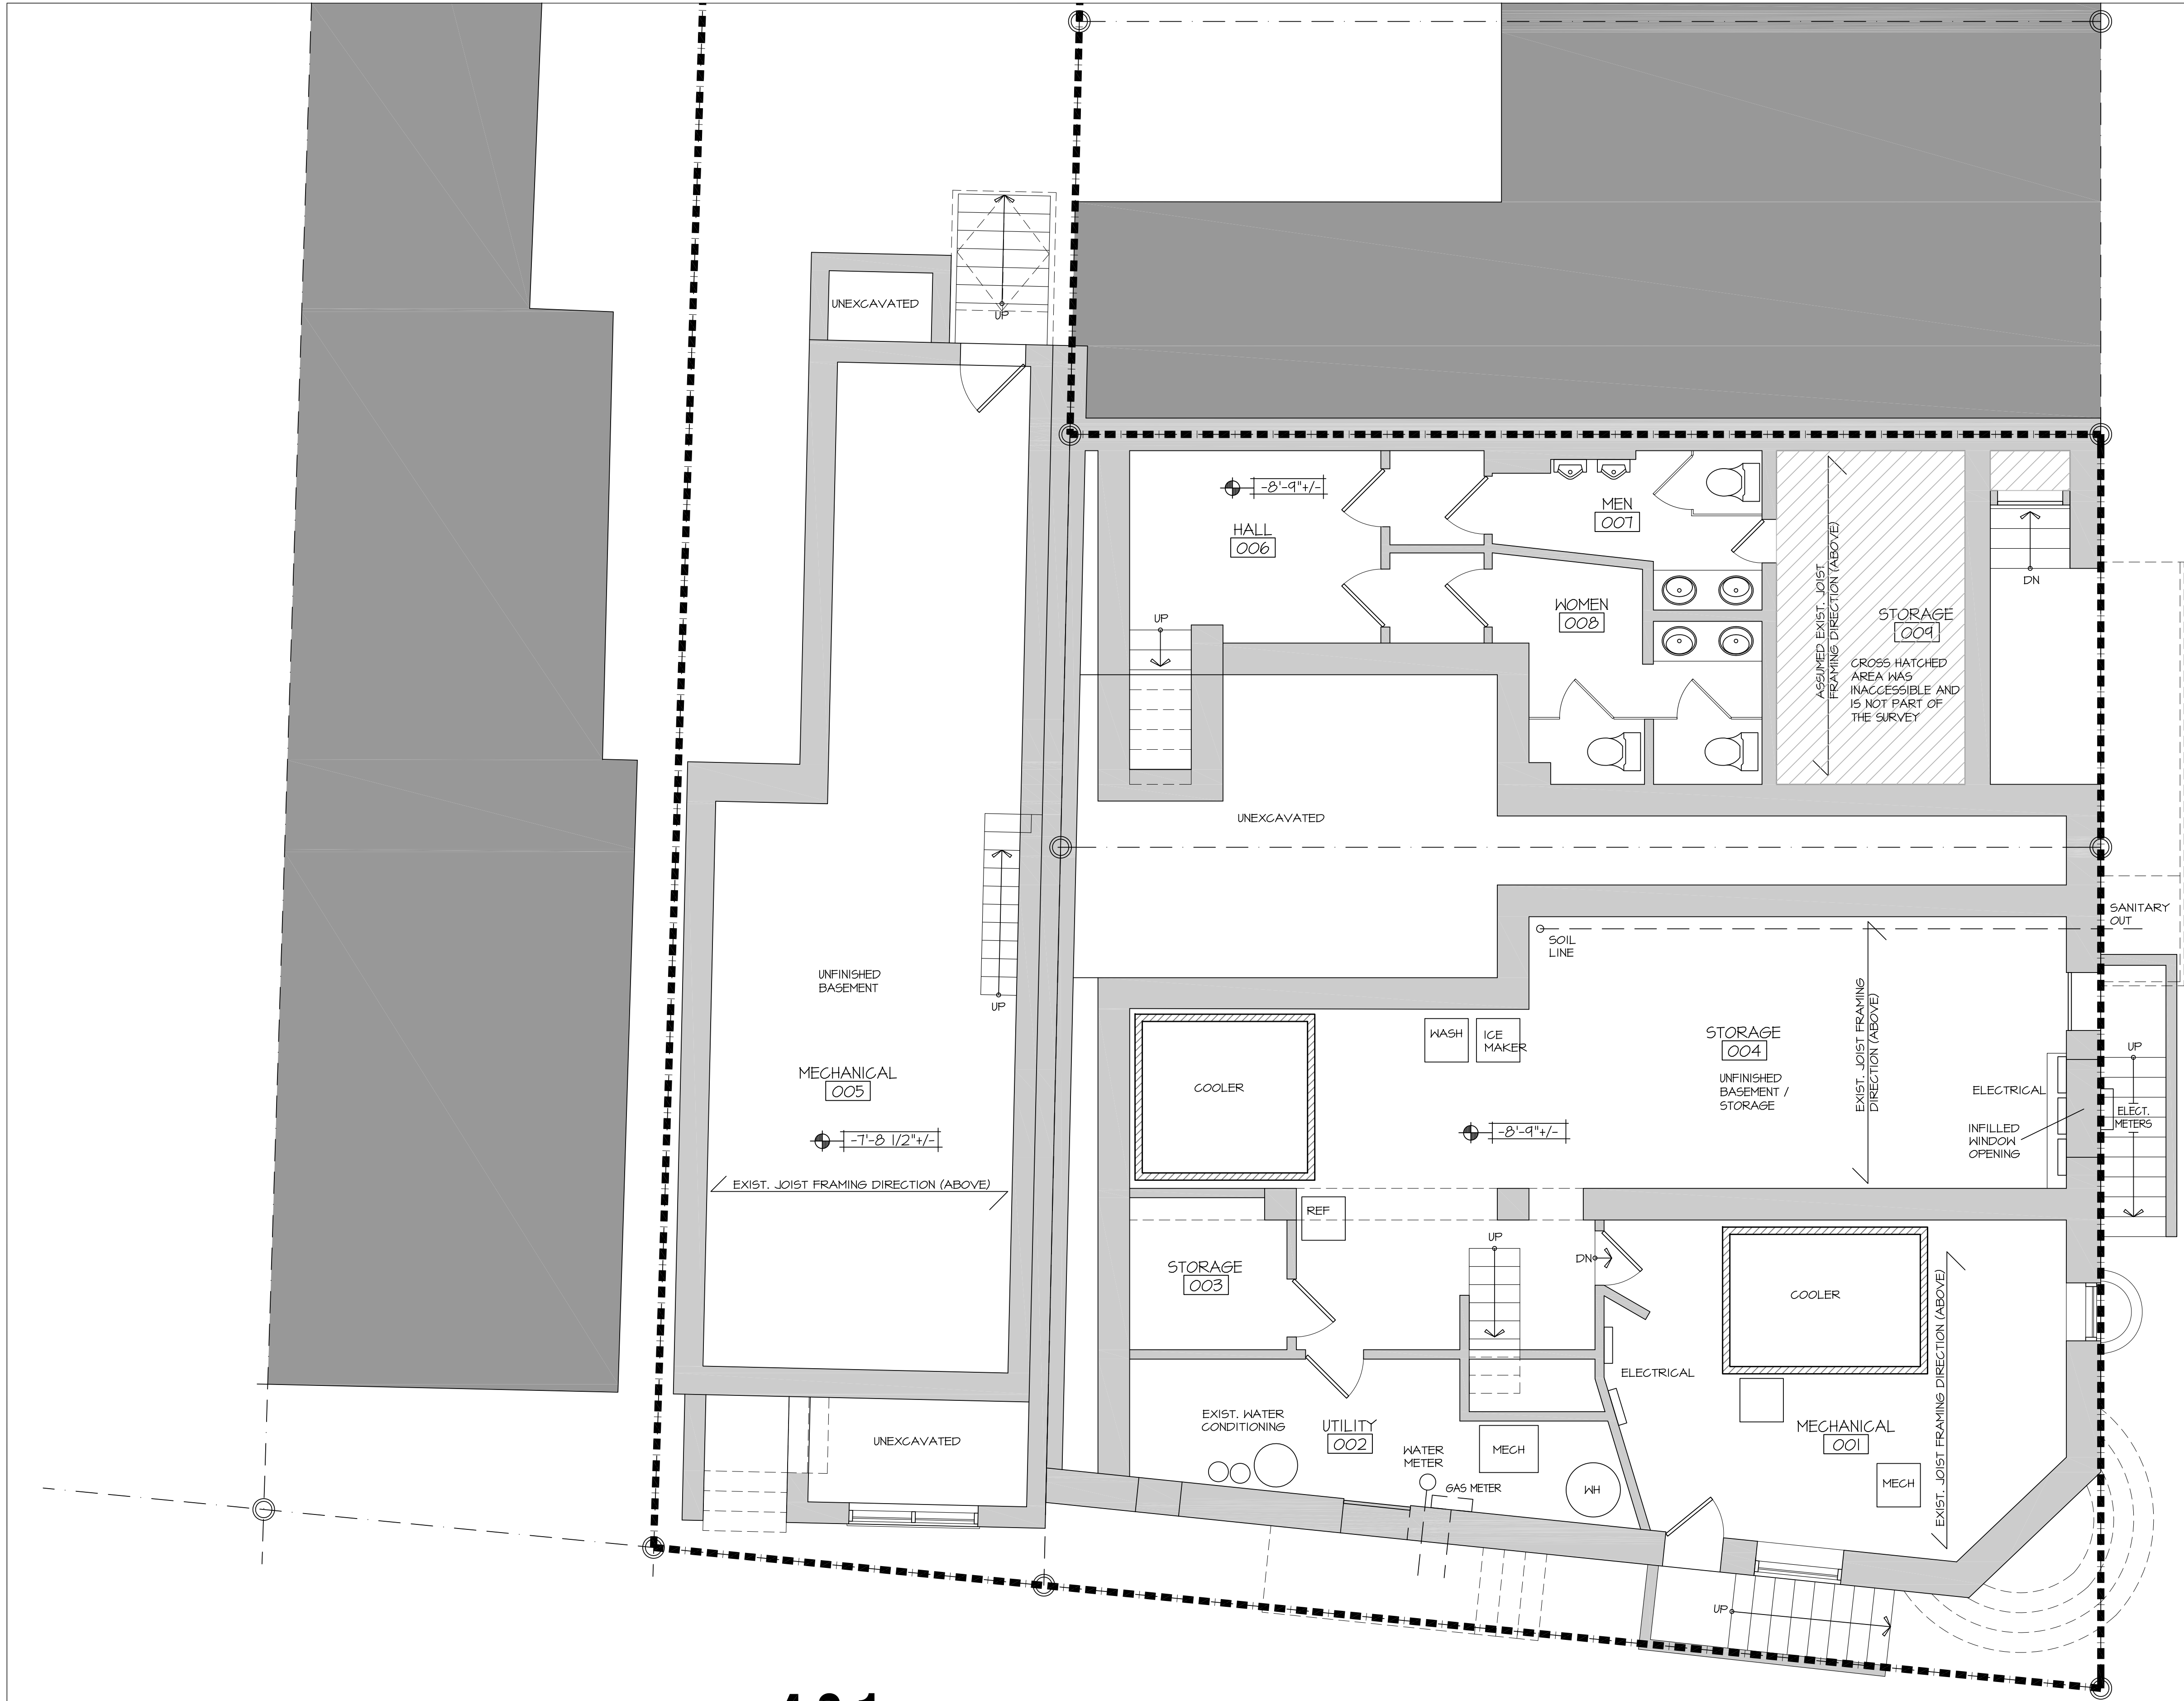 UNEXCAVATED
UP
-8'-9"+/-
HALL
006
MEN
007
ASSUMED EXIST. JOIST
FRAMING DIRECTION (ABOVE)
DN
UP
WOMEN
008
STORAGE
009
CROSS HATCHED
AREA WAS
INACCESSIBLE AND
IS NOT PART OF
THE SURVEY
UNEXCAVATED
SANITARY
OUT
SOIL
LINE
UNFINISHED
BASEMENT
UP
WASH
ICE
MAKER
STORAGE
004
UNFINISHED
BASEMENT /
STORAGE
EXIST. JOIST FRAMING
DIRECTION (ABOVE)
COOLER
MECHANICAL
005
-7'-8 1/2"+/-
-8'-9"+/-
ELECTRICAL
INFILLED
WINDOW
OPENING
UP
ELECT.
METERS
EXIST. JOIST FRAMING DIRECTION (ABOVE)
REF
UP
DN
STORAGE
003
COOLER
EXIST. JOIST FRAMING DIRECTION (ABOVE)
ELECTRICAL
EXIST. WATER
CONDITIONING
UTILITY
002
WATER
METER
MECH
GAS METER
WH
MECHANICAL
001
MECH
UNEXCAVATED
UP